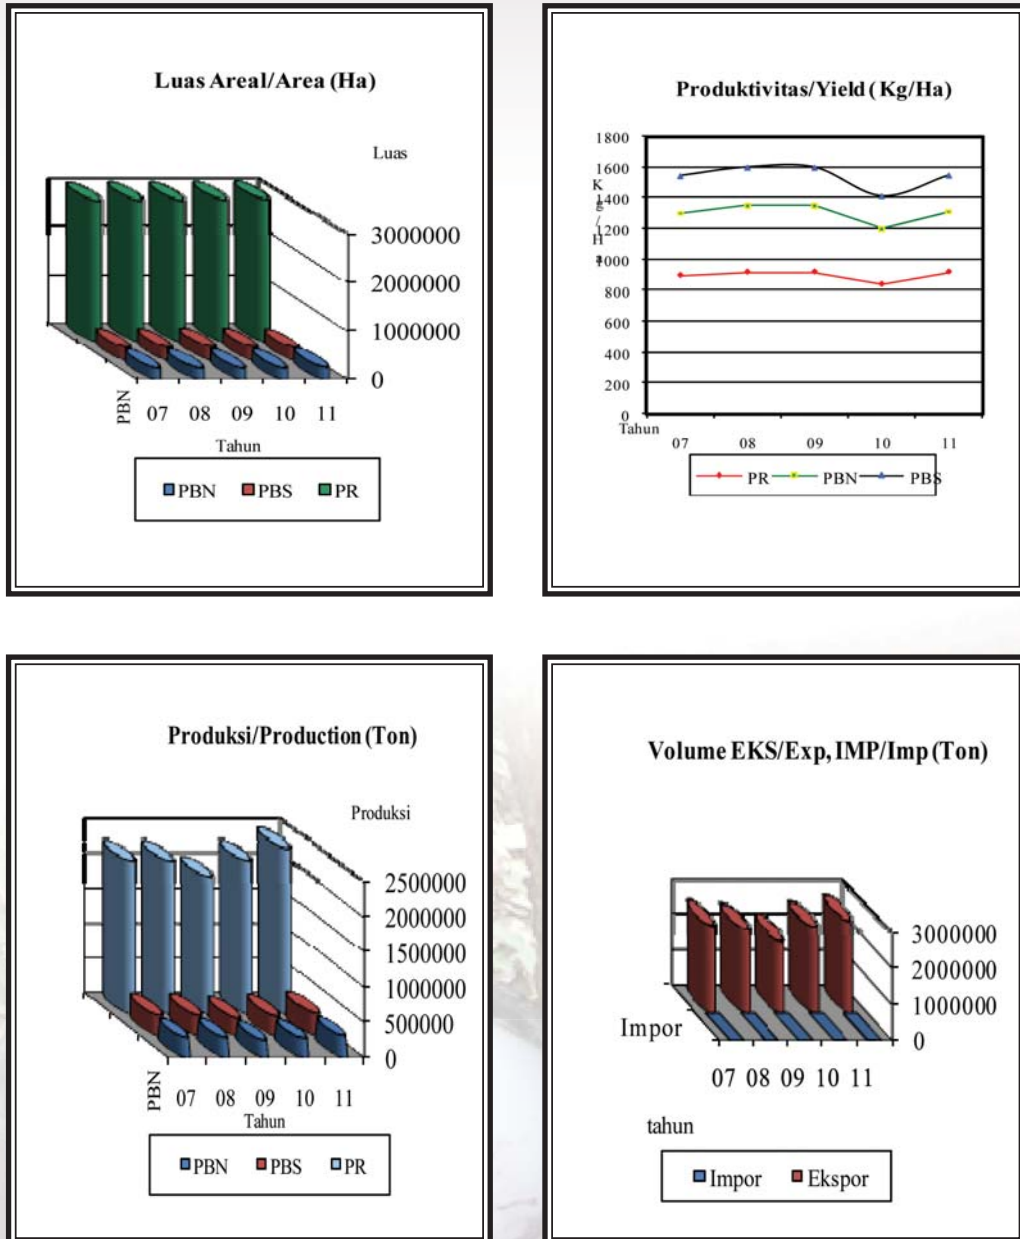 Luas Areal/Area (Ha)
Luas
3000000
2000000
1000000
0
PBN
07 08 09 10 11
Tahun
PBN PBS PR
Produktivitas/Yield (Kg/Ha)
1800
1600
1400
1200
1000
800
600
400
200
0
Kg/Ha
Tahun
07 08 09 10 11
PR PBN PBS
Produksi/Production (Ton)
Produksi
2500000
2000000
1500000
1000000
500000
0
PBN
07 08 09 10 11
Tahun
PBN PBS PR
Volume EKS/Exp, IMP/Imp (Ton)
3000000
2000000
1000000
0
Impor
07 08 09 10 11
tahun
Impor Ekspor